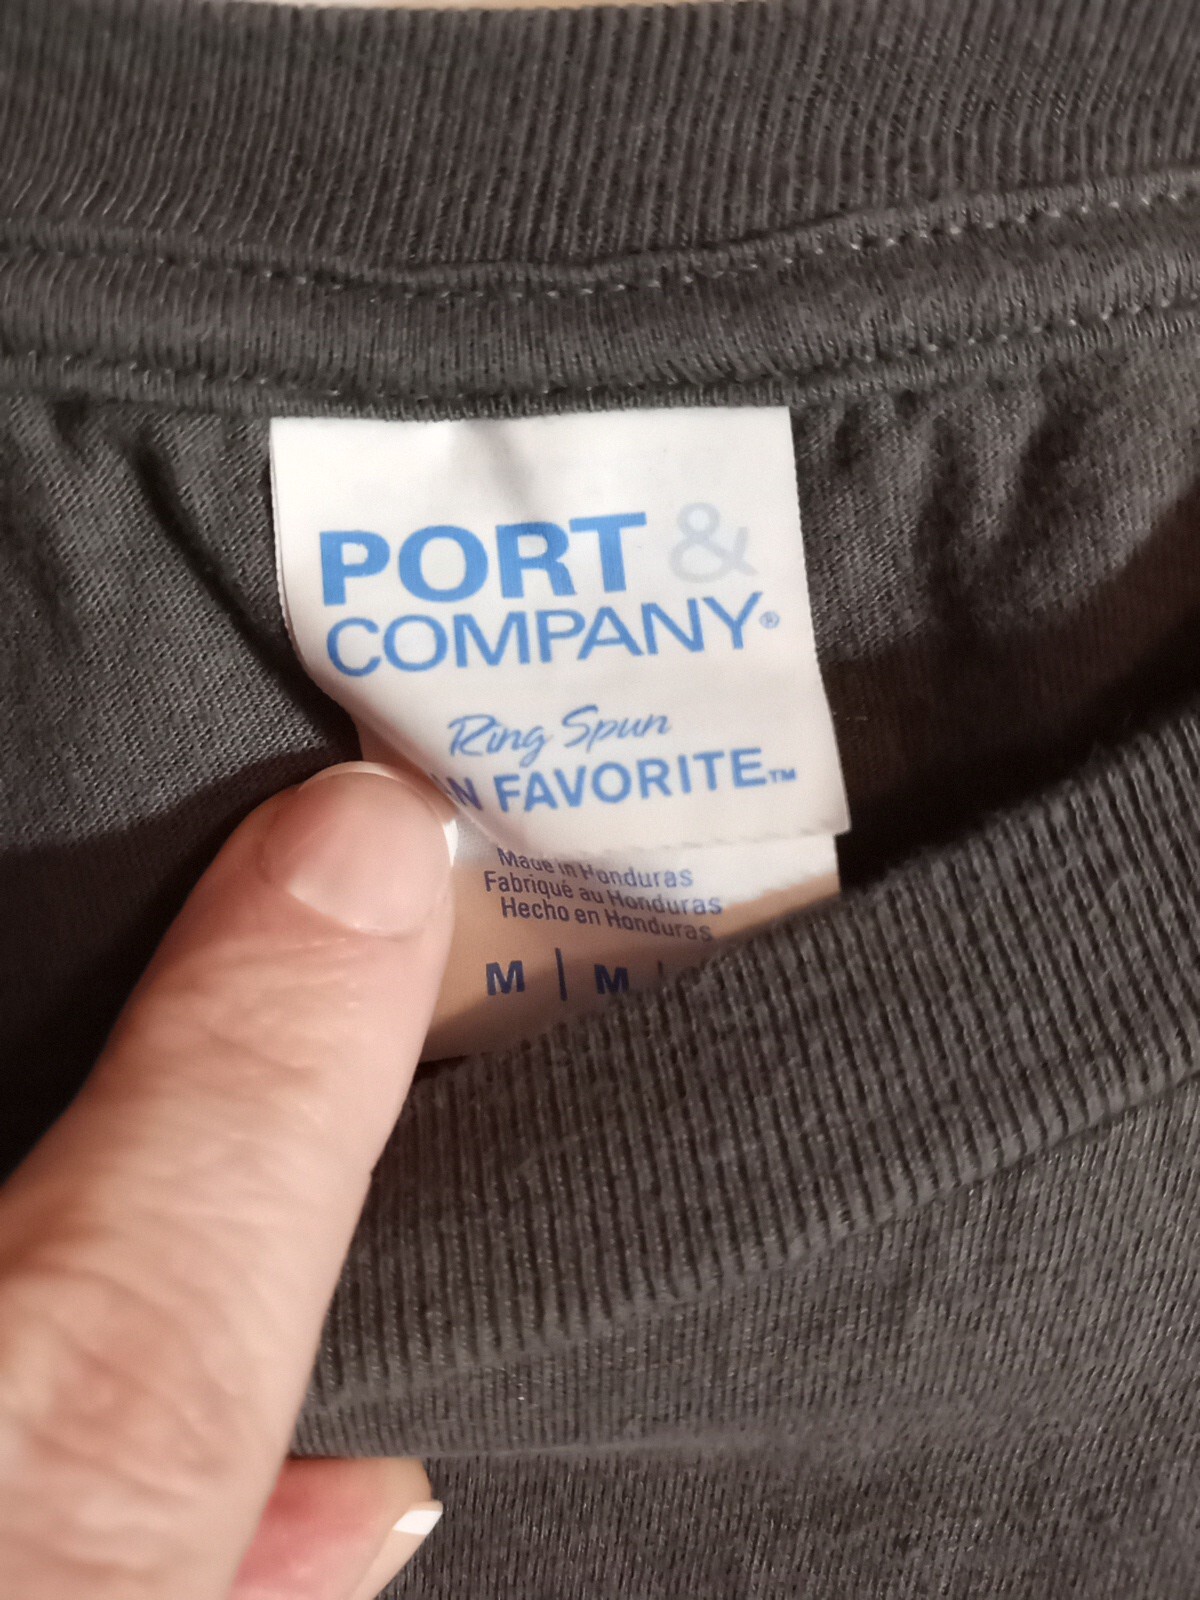 PORT &
COMPANY®
Ring Spun
FAVORITE™
Made in Honduras
Fabriqué au Honduras
Hecho en Honduras
M | M |